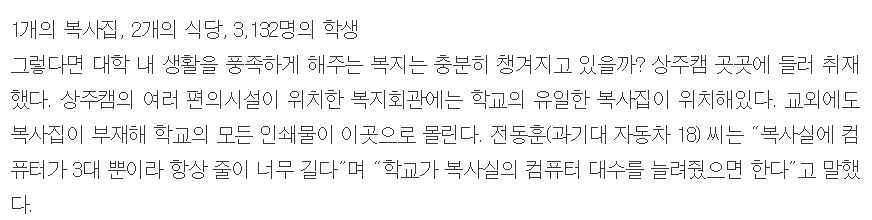 1개의 복사집, 2개의 식당, 3,132명의 학생
그렇다면 대학 내 생활을 풍족하게 해주는 복지는 충분히 챙겨지고 있을까? 상주캠 곳곳에 들러 취재
했다. 상주캠의 여러 편의시설이 위치한 복지회관에는 학교의 유일한 복사집이 위치해있다. 교외에도
복사집이 부재해 학교의 모든 인쇄물이 이곳으로 몰린다. 전동훈(과기대 자동차 18) 씨는 “복사실에 컴
퓨터가 3대 뿐이라 항상 줄이 너무 길다”며 “학교가 복사실의 컴퓨터 대수를 늘려줬으면 한다”고 말했
다.